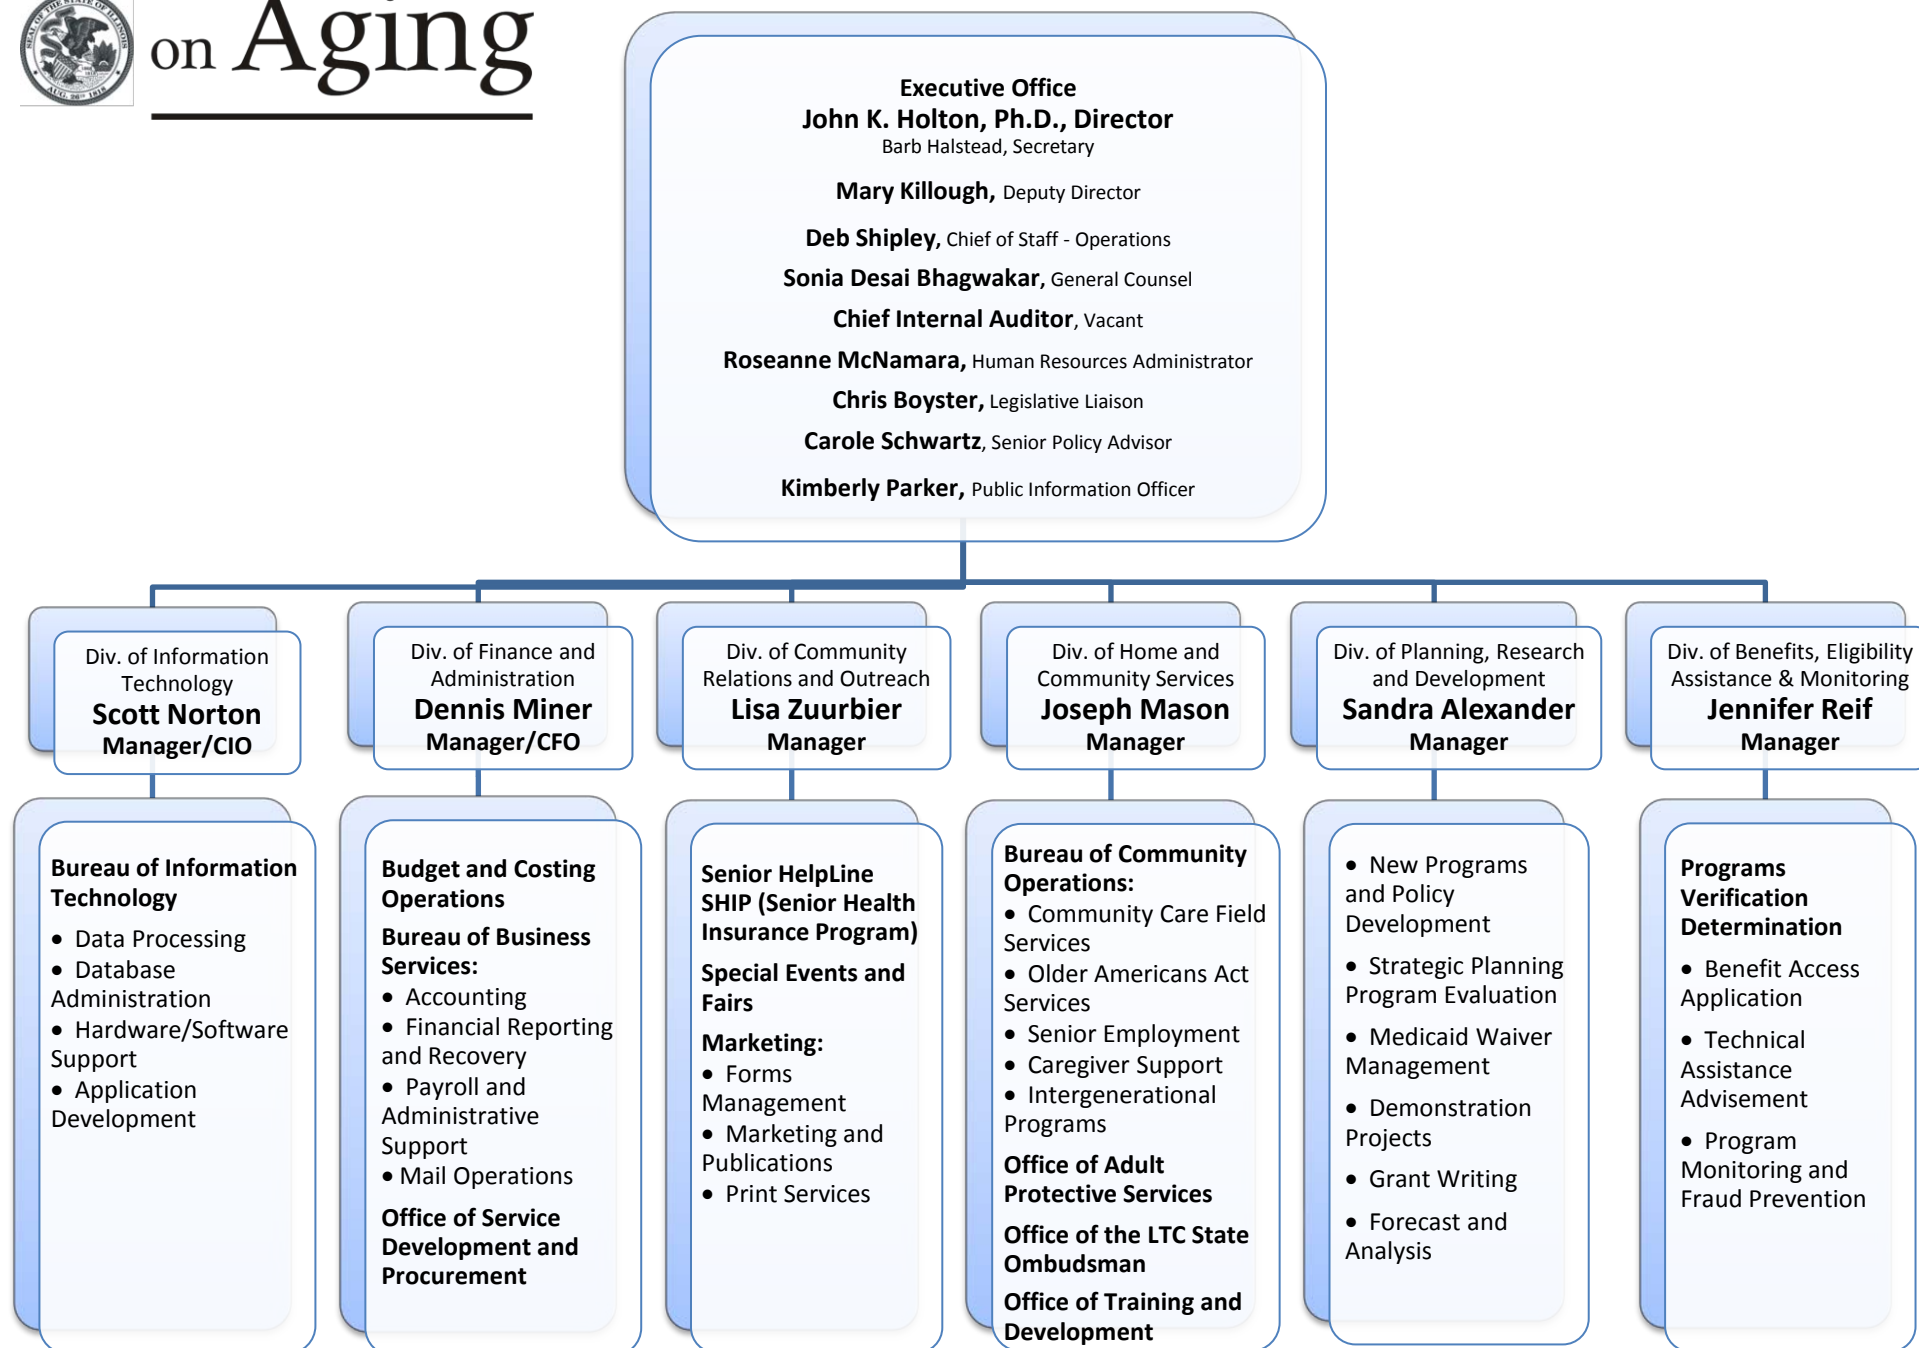 SEAL OF THE STATE OF ILLINOIS
AUG. 26TH 1818
on Aging
Executive Office
John K. Holton, Ph.D., Director
Barb Halstead, Secretary
Mary Killough, Deputy Director
Deb Shipley, Chief of Staff - Operations
Sonia Desai Bhagwakar, General Counsel
Chief Internal Auditor, Vacant
Roseanne McNamara, Human Resources Administrator
Chris Boyster, Legislative Liaison
Carole Schwartz, Senior Policy Advisor
Kimberly Parker, Public Information Officer
Div. of Information
Technology
Scott Norton
Manager/CIO
Div. of Finance and
Administration
Dennis Miner
Manager/CFO
Div. of Community
Relations and Outreach
Lisa Zuurbier
Manager
Div. of Home and
Community Services
Joseph Mason
Manager
Div. of Planning, Research
and Development
Sandra Alexander
Manager
Div. of Benefits, Eligibility
Assistance & Monitoring
Jennifer Reif
Manager
Bureau of Information
Technology
• Data Processing
• Database
Administration
• Hardware/Software
Support
• Application
Development
Budget and Costing
Operations
Bureau of Business
Services:
• Accounting
• Financial Reporting
and Recovery
• Payroll and
Administrative
Support
• Mail Operations
Office of Service
Development and
Procurement
Senior HelpLine
SHIP (Senior Health
Insurance Program)
Special Events and
Fairs
Marketing:
• Forms
Management
• Marketing and
Publications
• Print Services
Bureau of Community
Operations:
• Community Care Field
Services
• Older Americans Act
Services
• Senior Employment
• Caregiver Support
• Intergenerational
Programs
Office of Adult
Protective Services
Office of the LTC State
Ombudsman
Office of Training and
Development
• New Programs
and Policy
Development
• Strategic Planning
Program Evaluation
• Medicaid Waiver
Management
• Demonstration
Projects
• Grant Writing
• Forecast and
Analysis
Programs
Verification
Determination
• Benefit Access
Application
• Technical
Assistance
Advisement
• Program
Monitoring and
Fraud Prevention